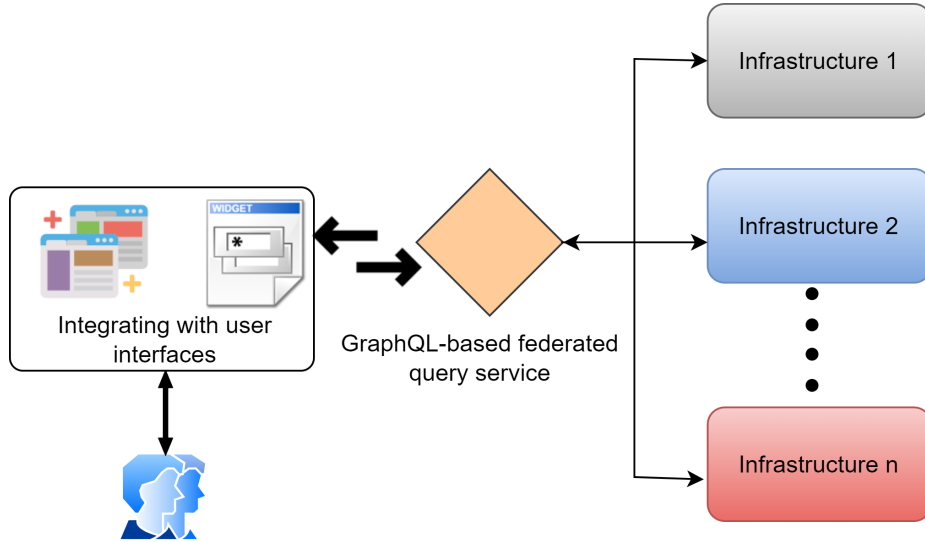 Infrastructure 1
WIDGET
*
Infrastructure 2
Integrating with user
interfaces
GraphQL-based federated
query service
Infrastructure n